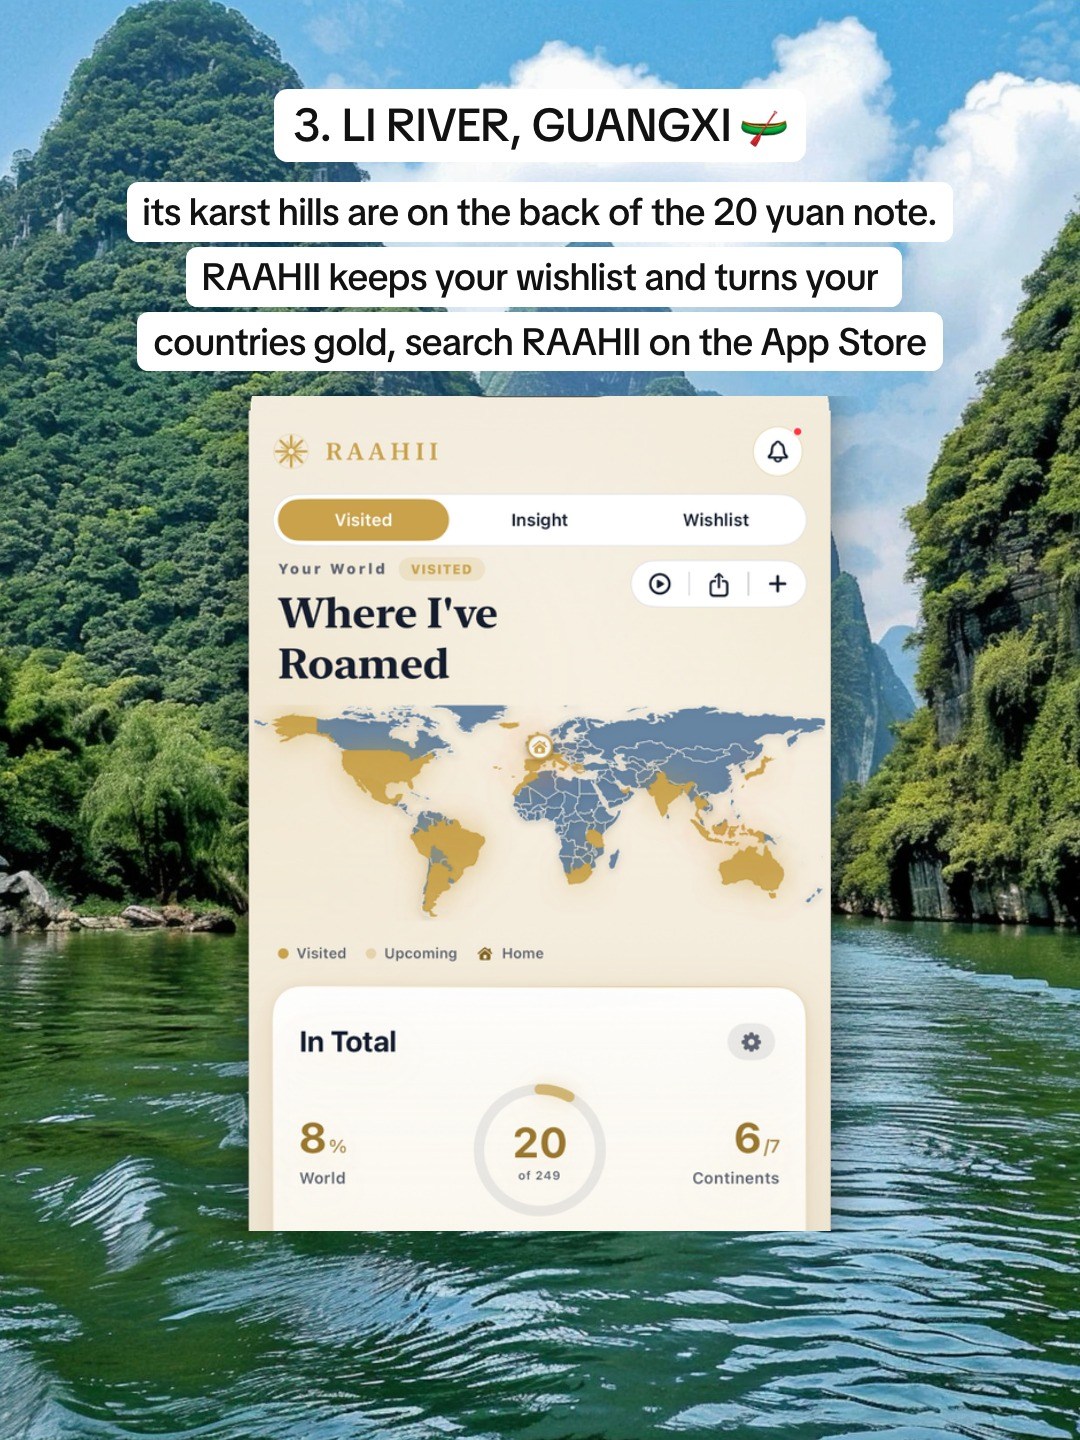 3. LI RIVER, GUANGXI
its karst hills are on the back of the 20 yuan note.
RAAHII keeps your wishlist and turns your
countries gold, search RAAHII on the App Store
RAAHII
Visited
Insight
Wishlist
Your World
VISITED
Where I've
Roamed
Visited
Upcoming
Home
In Total
8%
World
20
of 249
6/7
Continents